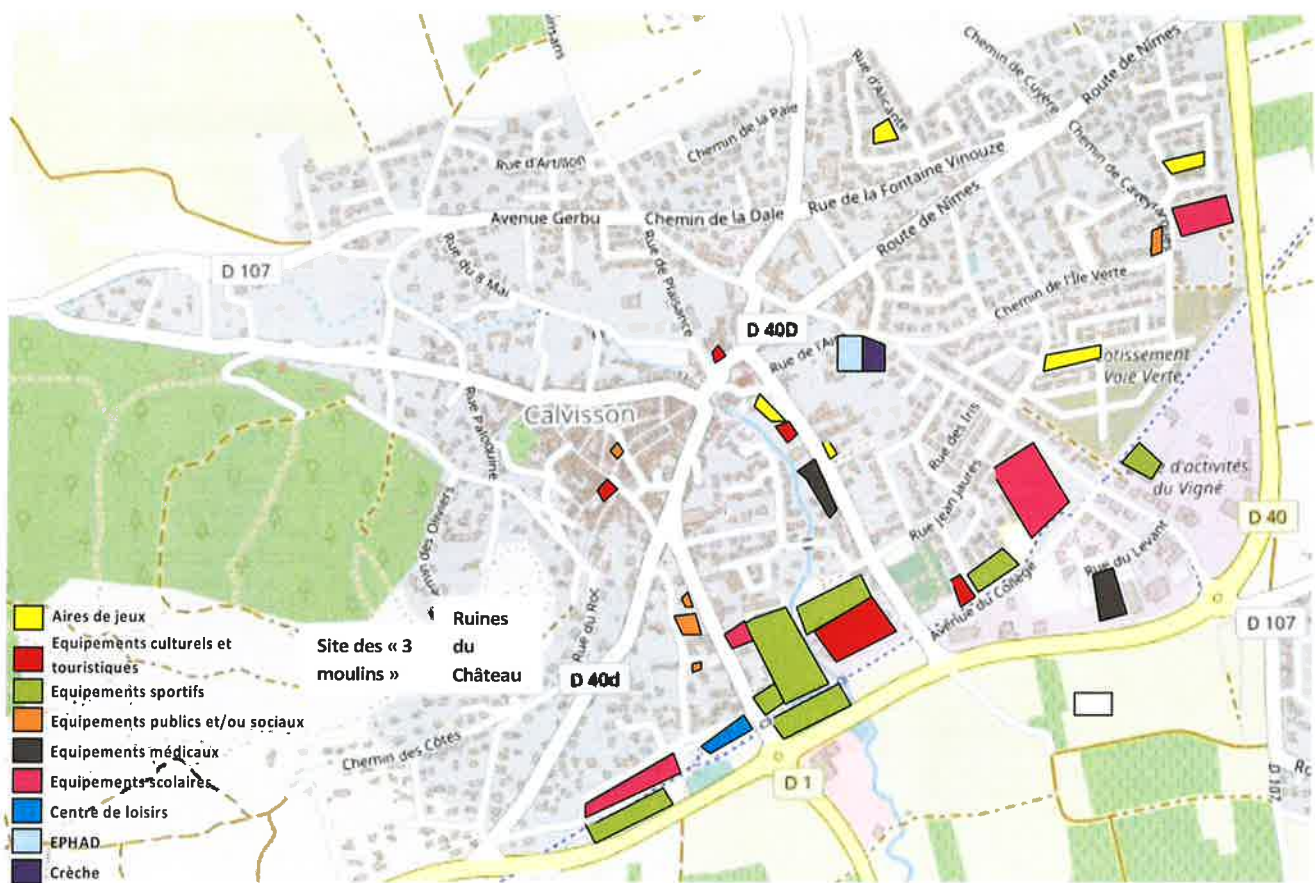 Rue d'Alicante
Chemin de Cuyère
Route de Nîmes
Chemin de la Paie
Rue d'Artillon
Rue de la Fontaine Vinouze
Chemin de
Avenue Gerbu
Chemin de la Dale
Route de Nîmes
D 107
Rue du 8 Mai
Rue de Plaisance
Chemin de l'Île Verte
D 40D
Rue de
Voie Verte
Calvisson
Rue Paloquine
Rue des Iris
d'activités
du Vigné
Rue Jean Jaurès
D 40
des Oliviers
Rue du Levant
Avenue du Collège
D 107
Rue du Roc
Site des « 3
moulins »
Ruines
du
Château
D 40d
Chemin des Côtes
D 1
D 107
Aires de jeux
Equipements culturels et
touristiques
Equipements sportifs
Equipements publics et/ou sociaux
Equipements médicaux
Equipements scolaires
Centre de loisirs
EPHAD
Crèche